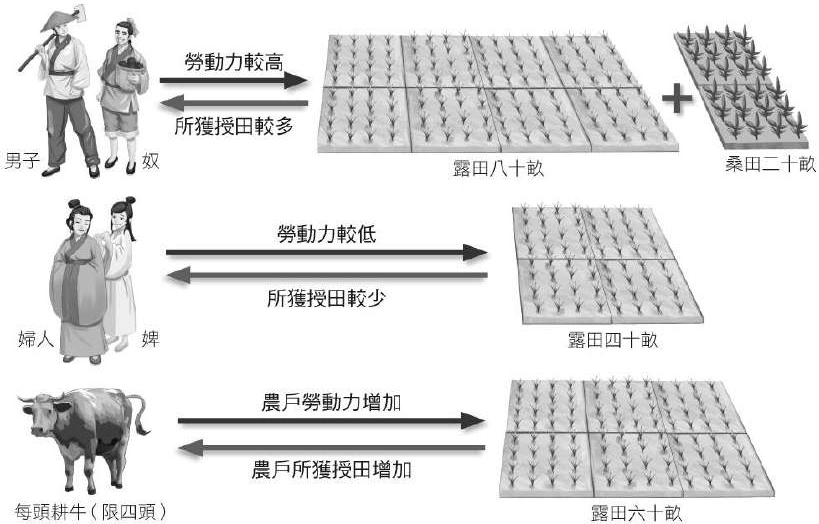 勞動力較高
所獲授田較多
男子
奴
露田八十畝
桑田二十畝
勞動力較低
所獲授田較少
婦人
婢
露田四十畝
農戶勞動力增加
農戶所獲授田增加
每頭耕牛（限四頭）
露田六十畝